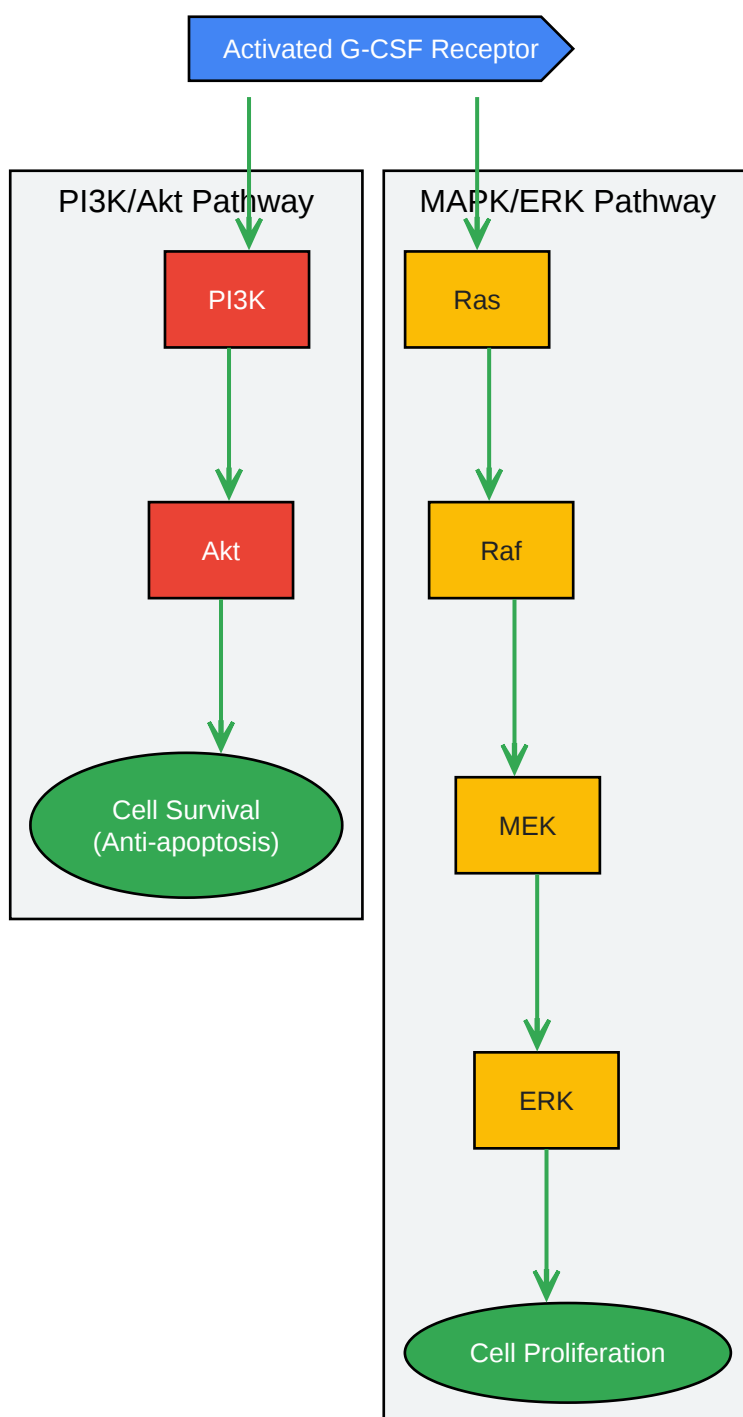 Activated G-CSF Receptor
PI3K/Akt Pathway
PI3K
Akt
Cell Survival
(Anti-apoptosis)
MAPK/ERK Pathway
Ras
Raf
MEK
ERK
Cell Proliferation